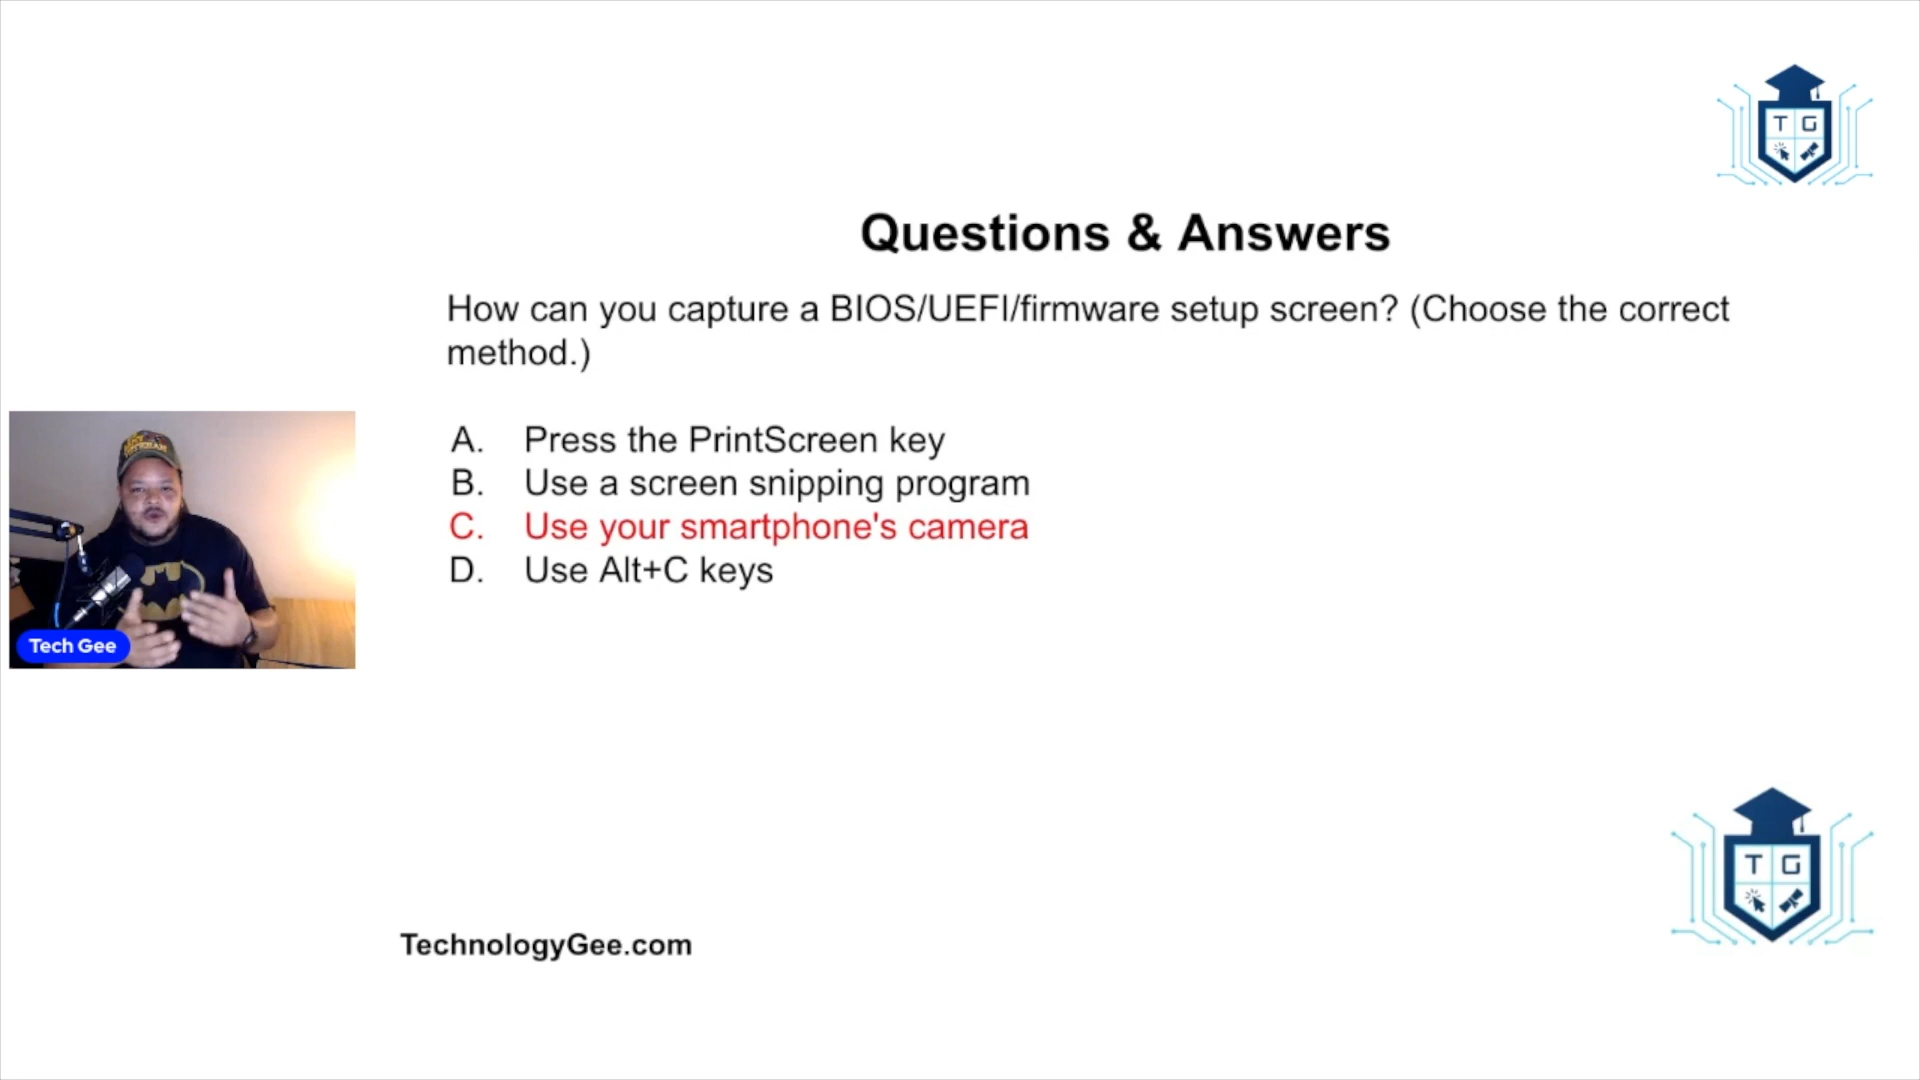 T G
Questions & Answers
How can you capture a BIOS/UEFI/firmware setup screen? (Choose the correct
method.)
A. Press the PrintScreen key
B. Use a screen snipping program
C. Use your smartphone's camera
D. Use Alt+C keys
Tech Gee
T G
TechnologyGee.com